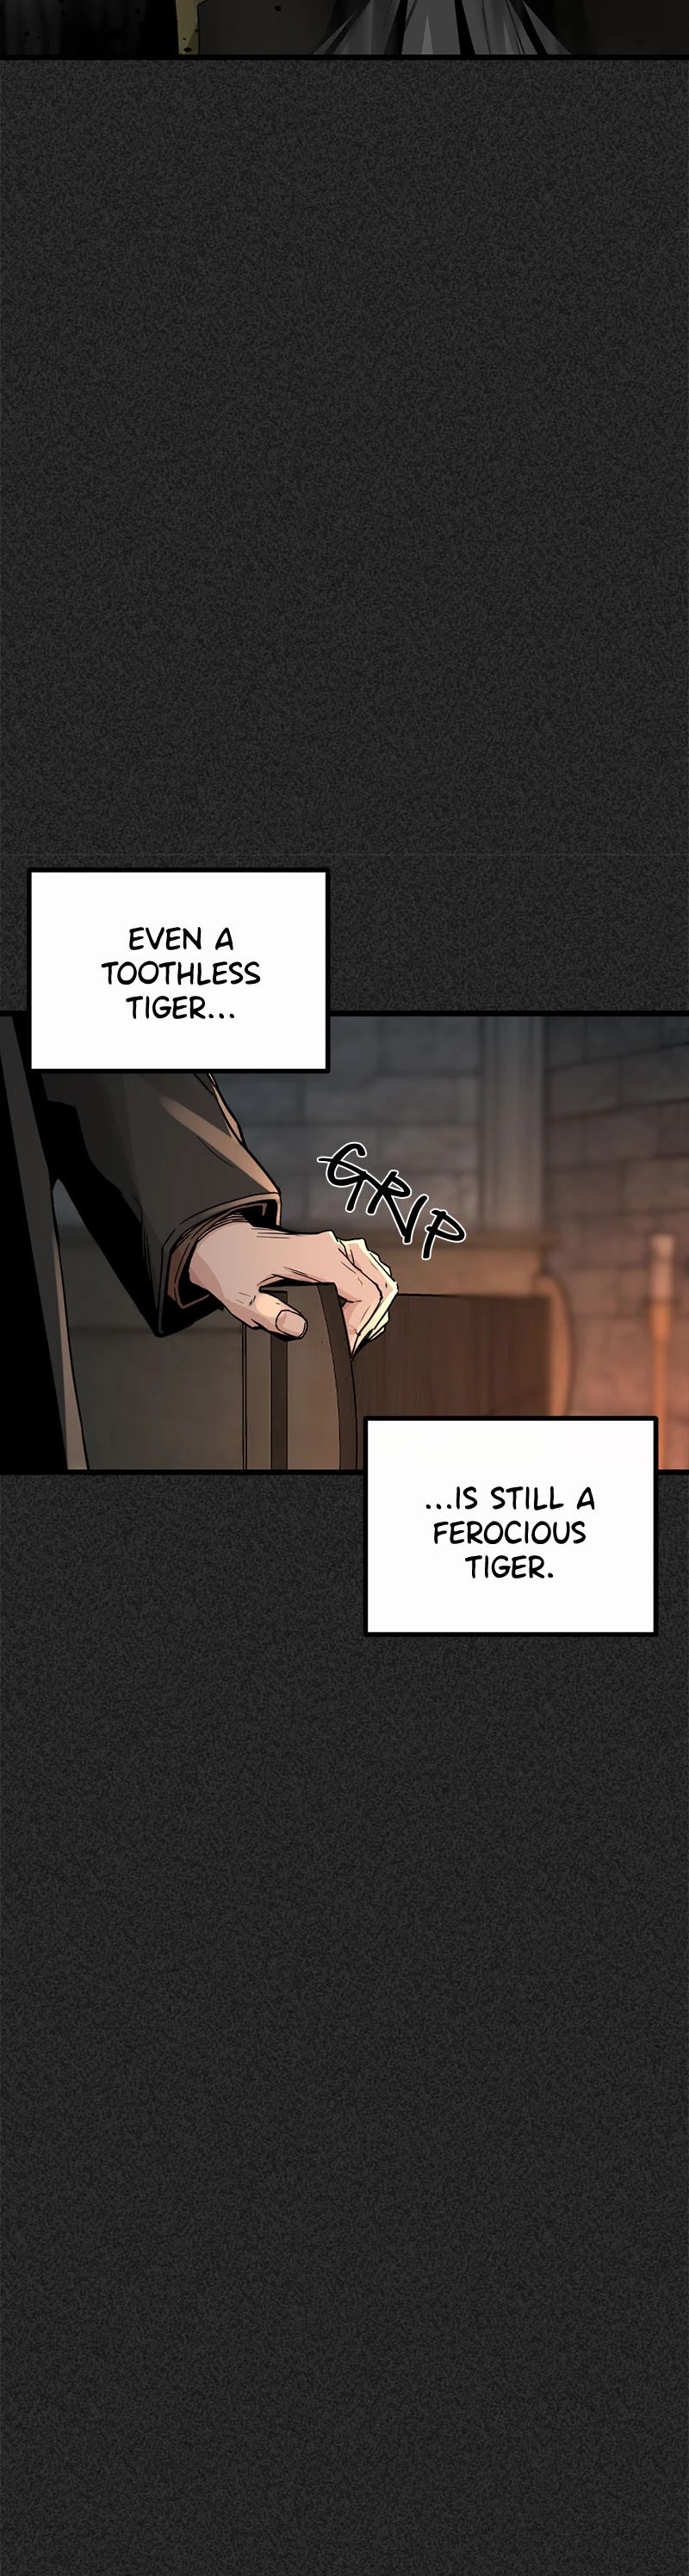 EVEN A
TOOTHLESS
TIGER...
GRIP
...IS STILL A
FEROCIOUS
TIGER.